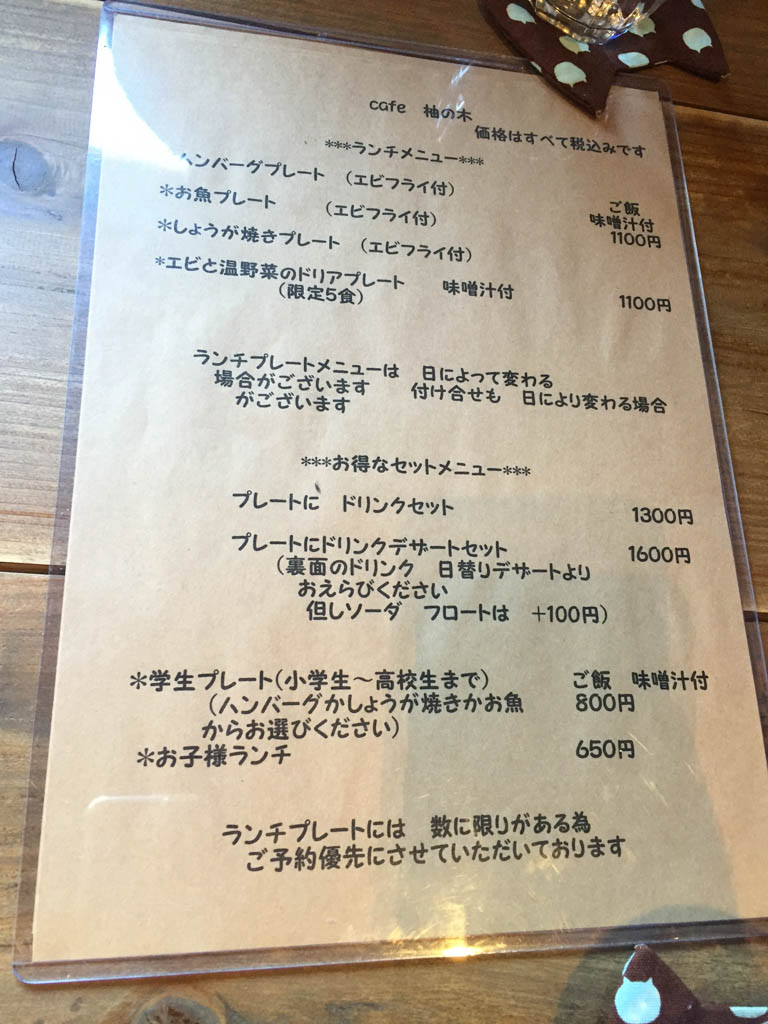 cafe 柚の木
価格はすべて税込みです
***ランチメニュー***
ハンバーグプレート （エビフライ付）
ご飯
*お魚プレート （エビフライ付）
味噌汁付
*しょうが焼きプレート （エビフライ付）
1100円
*エビと温野菜のドリアプレート 味噌汁付
（限定5食）
1100円
ランチプレートメニューは 日によって変わる
場合がございます 付け合せも 日により変わる場合
がございます
***お得なセットメニュー***
プレートに ドリンクセット 1300円
プレートにドリンクデザートセット 1600円
（裏面のドリンク 日替りデザートより
おえらびください
但しソーダ フロートは +100円）
*学生プレート（小学生～高校生まで） ご飯 味噌汁付
（ハンバーグかしょうが焼きかお魚 800円
からお選びください）
*お子様ランチ 650円
ランチプレートには 数に限りがある為
ご予約優先にさせていただいております